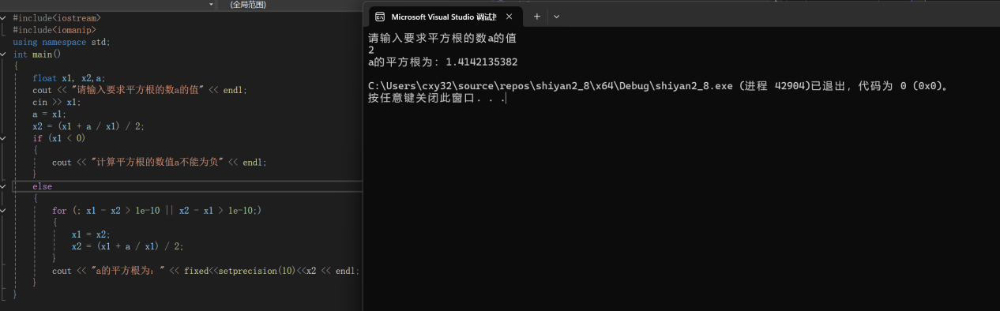 (全局范围)
#include<iostream>
#include<iomanip>
using namespace std;
int main()
{
float x1, x2,a;
cout << "请输入要求平方根的数a的值" << endl;
cin >> x1;
a = x1;
x2 = (x1 + a / x1) / 2;
if (x1 < 0)
{
cout << "计算平方根的数值a不能为负" << endl;
}
else
{
for (; x1 - x2 > 1e-10 || x2 - x1 > 1e-10;)
{
x1 = x2;
x2 = (x1 + a / x1) / 2;
}
cout << "a的平方根为：" << fixed<<setprecision(10)<<x2 << endl;
}
}
Microsoft Visual Studio 调试控
请输入要求平方根的数a的值
2
a的平方根为：1.4142135382
C:\Users\cxy32\source\repos\shiyan2_8\x64\Debug\shiyan2_8.exe (进程 42904)已退出，代码为 0 (0x0)。
按任意键关闭此窗口. . .